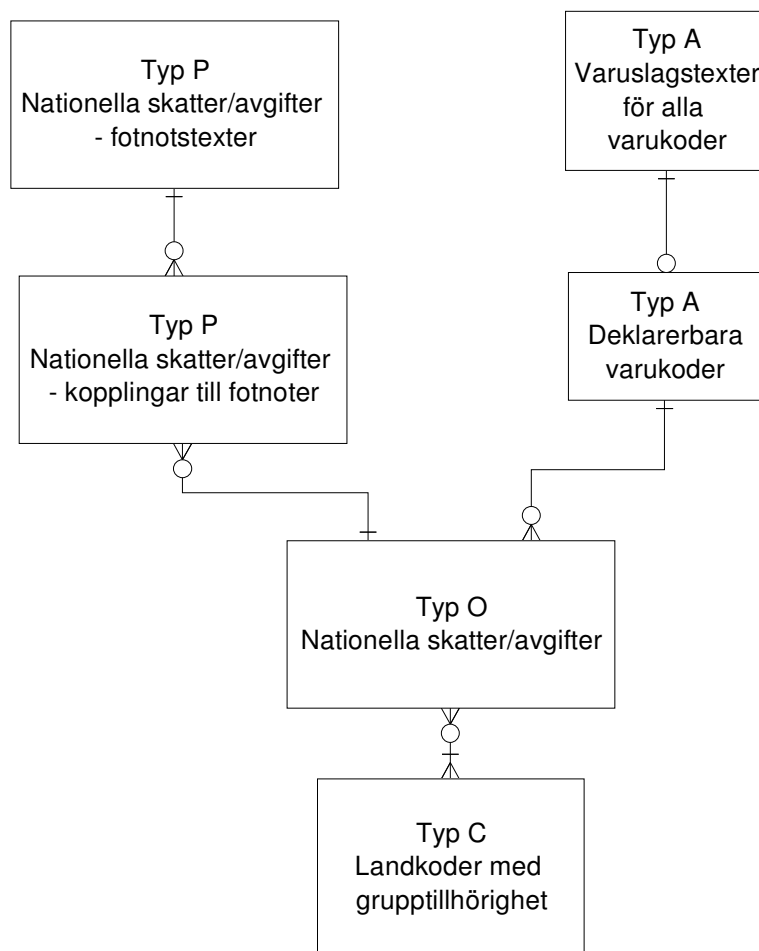 Typ P
Nationella skatter/avgifter
- fotnotstexter
Typ A
Varuslagstexter
för alla
varukoder
Typ P
Nationella skatter/avgifter
- kopplingar till fotnoter
Typ A
Deklarerbara
varukoder
Typ O
Nationella skatter/avgifter
Typ C
Landkoder med
grupptillhörighet